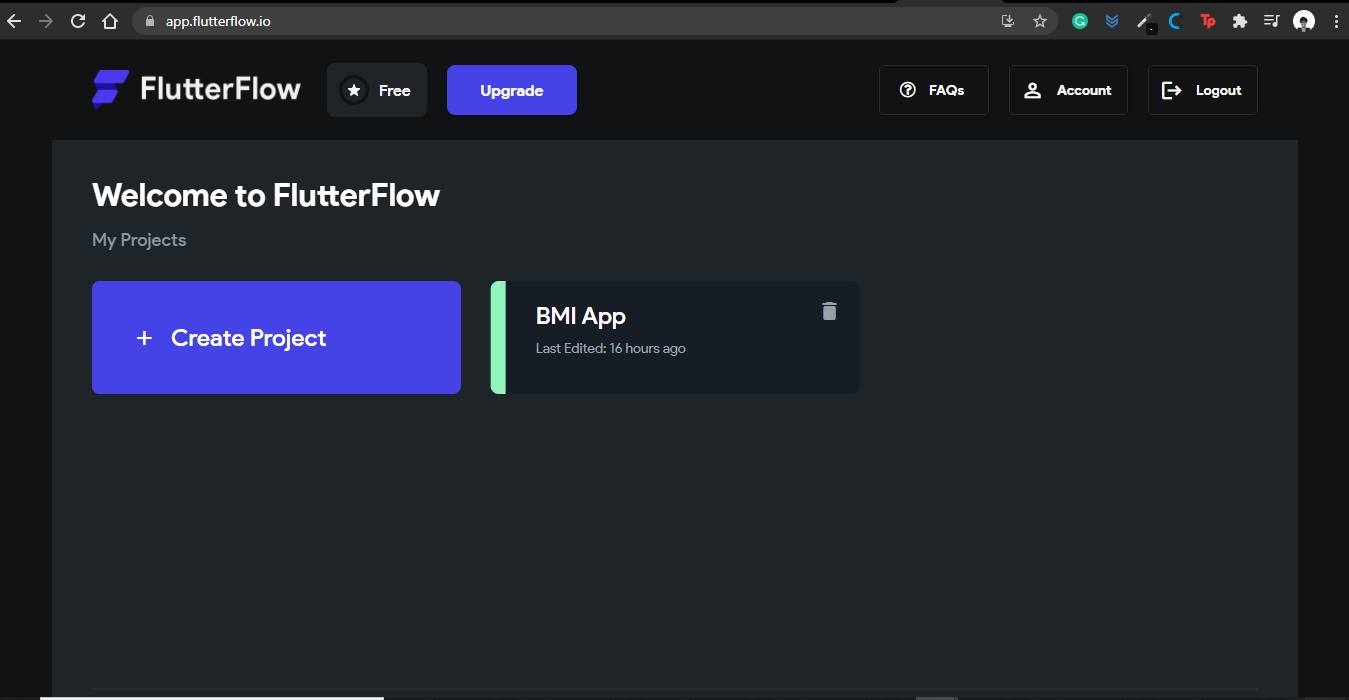 app.flutterflow.io
FlutterFlow
Free
Upgrade
FAQs
Account
Logout
Welcome to FlutterFlow
My Projects
+ Create Project
BMI App
Last Edited: 16 hours ago